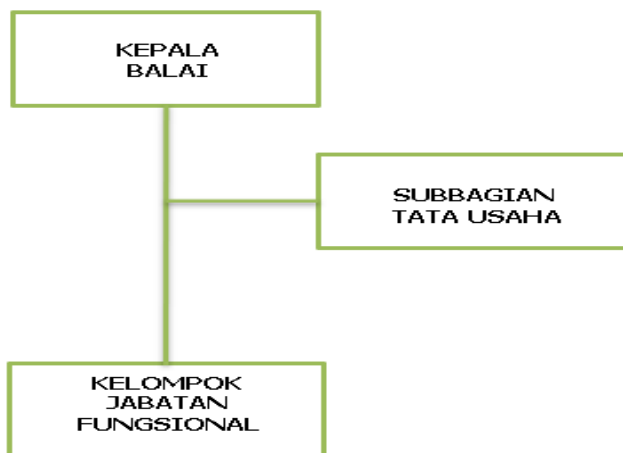 KEPALA
BALAI
SUBBAGIAN
TATA USAHA
KELOMPOK
JABATAN
FUNGSIONAL